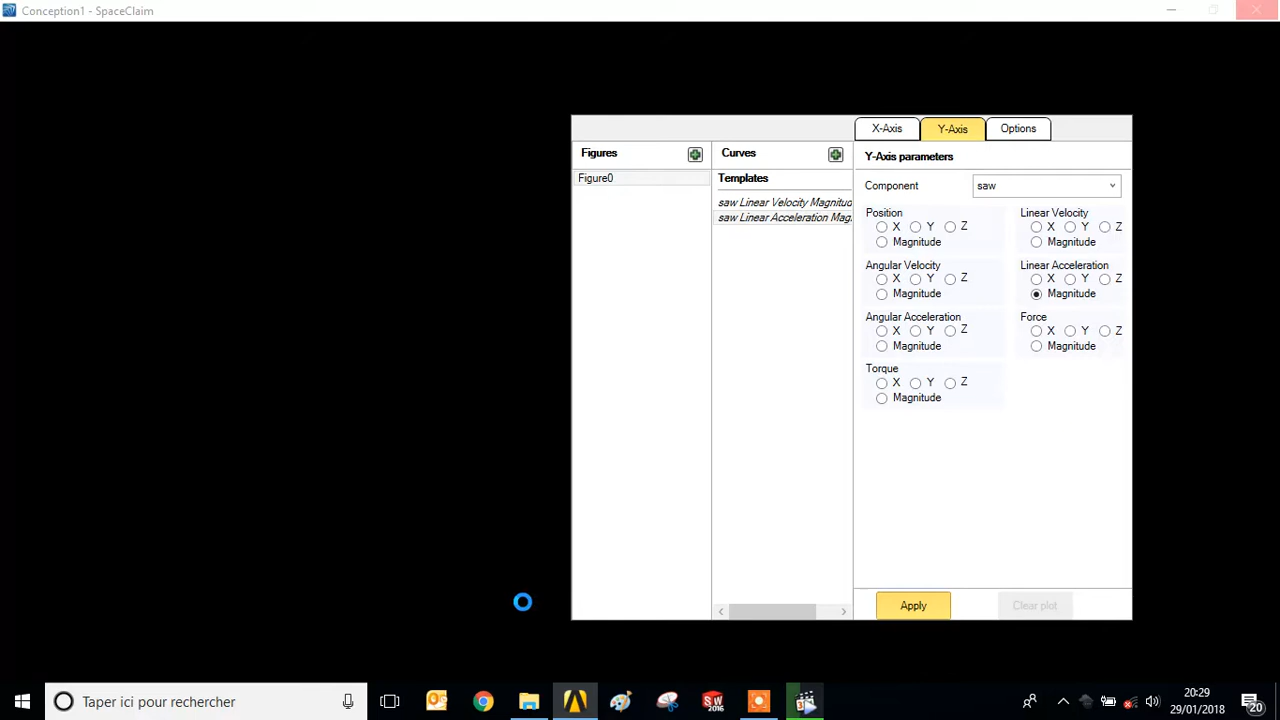 Conception1 - SpaceClaim
X-Axis Y-Axis Options
Figures Curves Y-Axis parameters
Figure0 Templates
Component saw
saw Linear Velocity Magnitud
saw Linear Acceleration Mag.
Position Linear Velocity
X Y Z X Y Z
Magnitude Magnitude
Angular Velocity Linear Acceleration
X Y Z X Y Z
Magnitude Magnitude
Angular Acceleration Force
X Y Z X Y Z
Magnitude Magnitude
Torque
X Y Z
Magnitude
Apply Clear plot
Taper ici pour rechercher
SW
2016
20:29
29/01/2018
20